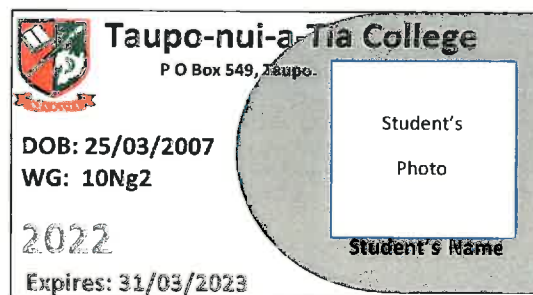 Taupo-nui-a-Tia College
P O Box 549, Taupo.
DOB: 25/03/2007
WG: 10Ng2
2022
Expires: 31/03/2023
Student's
Photo
Student's Name